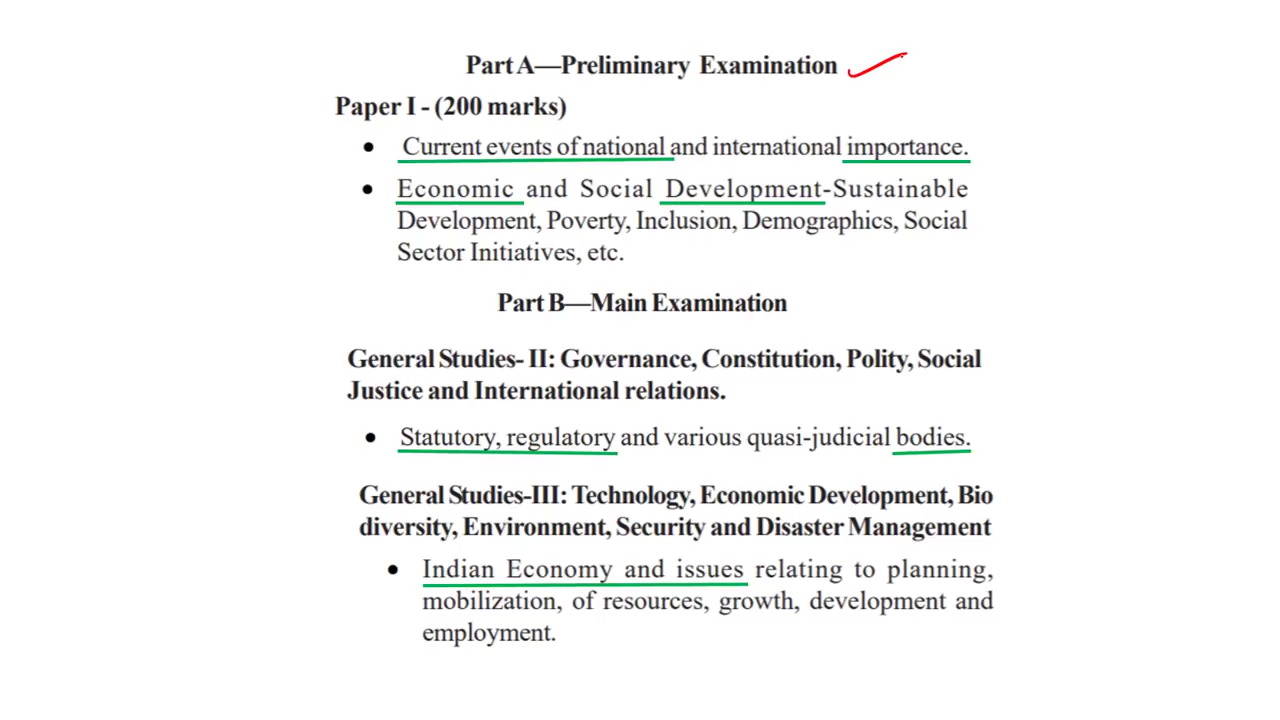 Part A—Preliminary Examination
Paper I - (200 marks)
• Current events of national and international importance.
• Economic and Social Development-Sustainable
Development, Poverty, Inclusion, Demographics, Social
Sector Initiatives, etc.
Part B—Main Examination
General Studies- II: Governance, Constitution, Polity, Social
Justice and International relations.
• Statutory, regulatory and various quasi-judicial bodies.
General Studies-III: Technology, Economic Development, Bio
diversity, Environment, Security and Disaster Management
• Indian Economy and issues relating to planning,
mobilization, of resources, growth, development and
employment.